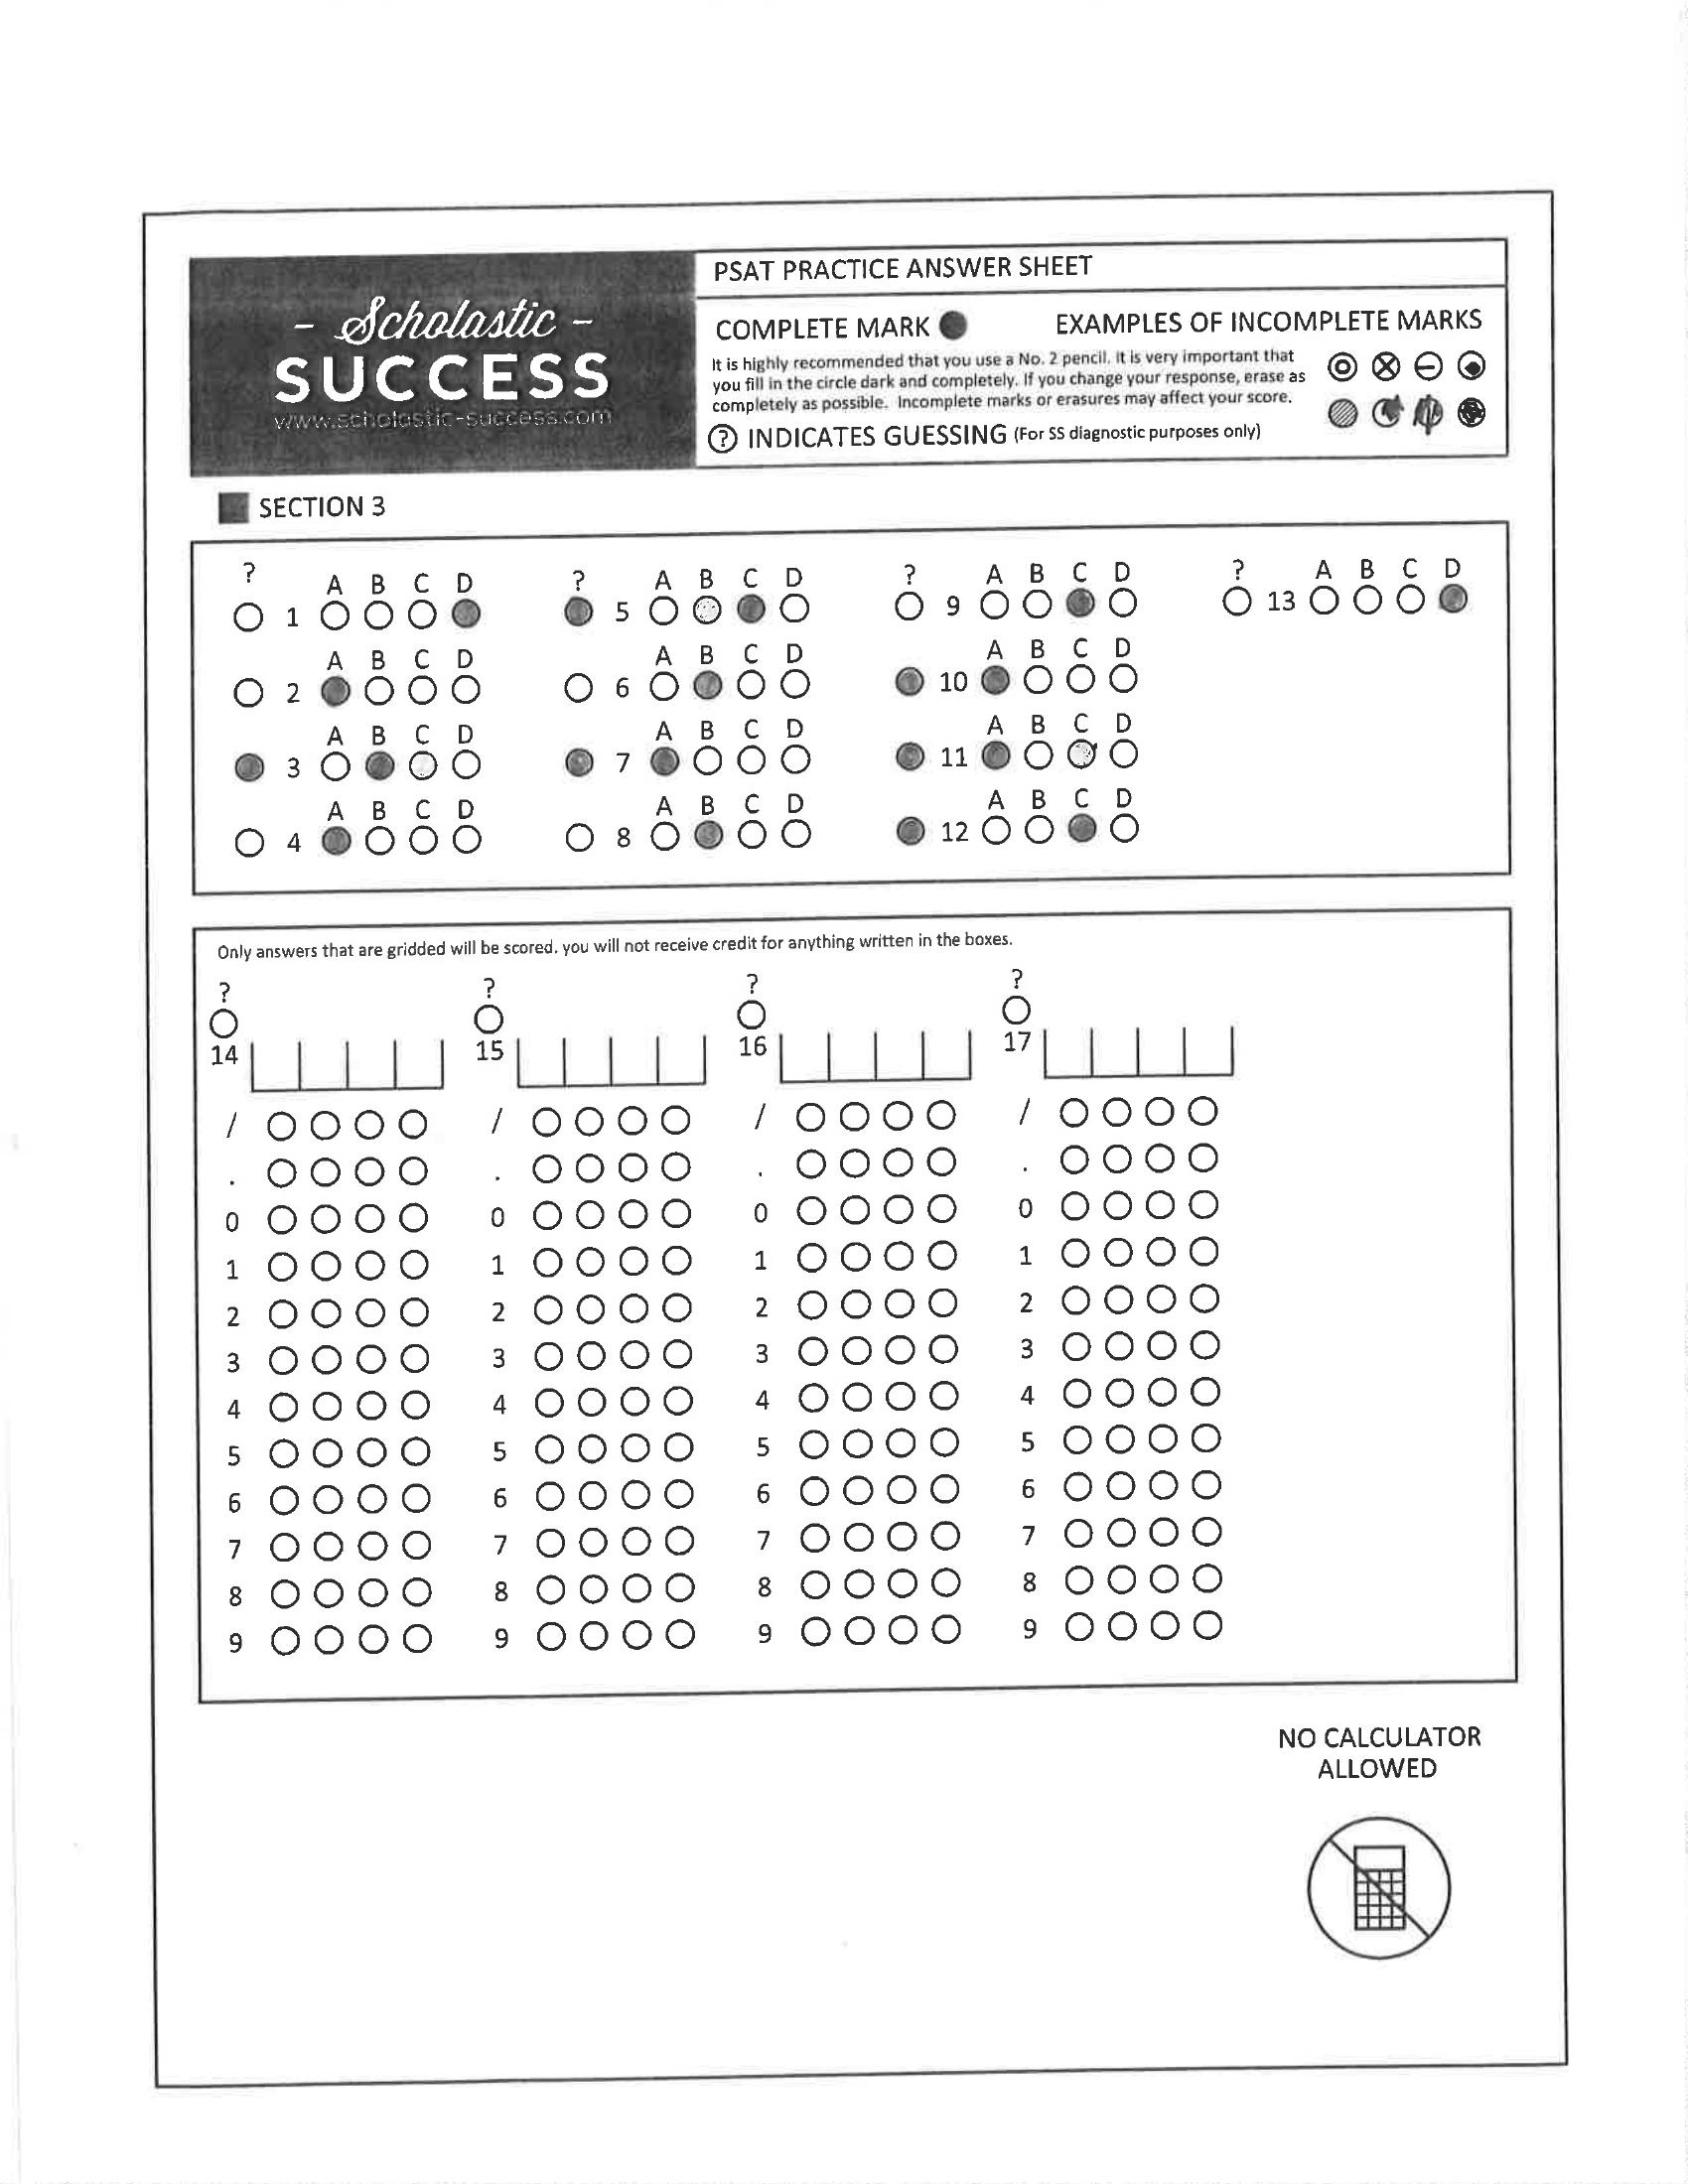 PSAT PRACTICE ANSWER SHEET
- Scholastic -
SUCCESS
www.scholastic-success.com
COMPLETE MARK
EXAMPLES OF INCOMPLETE MARKS
It is highly recommended that you use a No. 2 pencil. It is very important that
you fill in the circle dark and completely. If you change your response, erase as
completely as possible. Incomplete marks or erasures may affect your score.
? INDICATES GUESSING (For SS diagnostic purposes only)
SECTION 3
? A B C D ? A B C D ? A B C D ? A B C D
1 5 9 13
A B C D A B C D A B C D
2 6 10
A B C D A B C D A B C D
3 7 11
A B C D A B C D A B C D
4 8 12
Only answers that are gridded will be scored. you will not receive credit for anything written in the boxes.
? ? ? ?
14 15 16 17
/ / / /
. . . .
0 0 0 0
1 1 1 1
2 2 2 2
3 3 3 3
4 4 4 4
5 5 5 5
6 6 6 6
7 7 7 7
8 8 8 8
9 9 9 9
NO CALCULATOR
ALLOWED